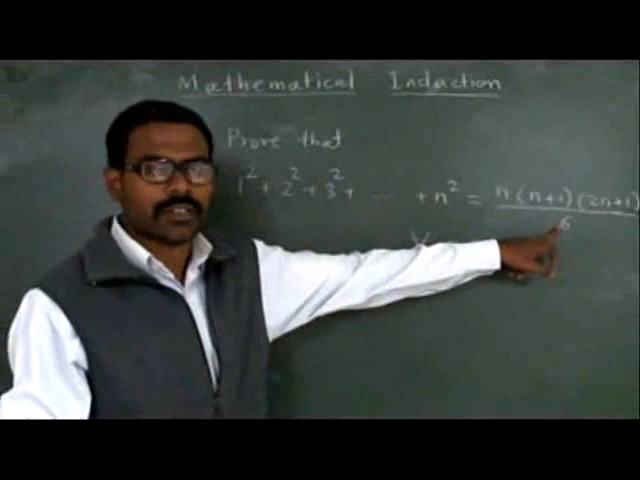 Mathematical Induction
Prove that
1² + 2² + 3² + ... + n² = n(n+1)(2n+1)
6